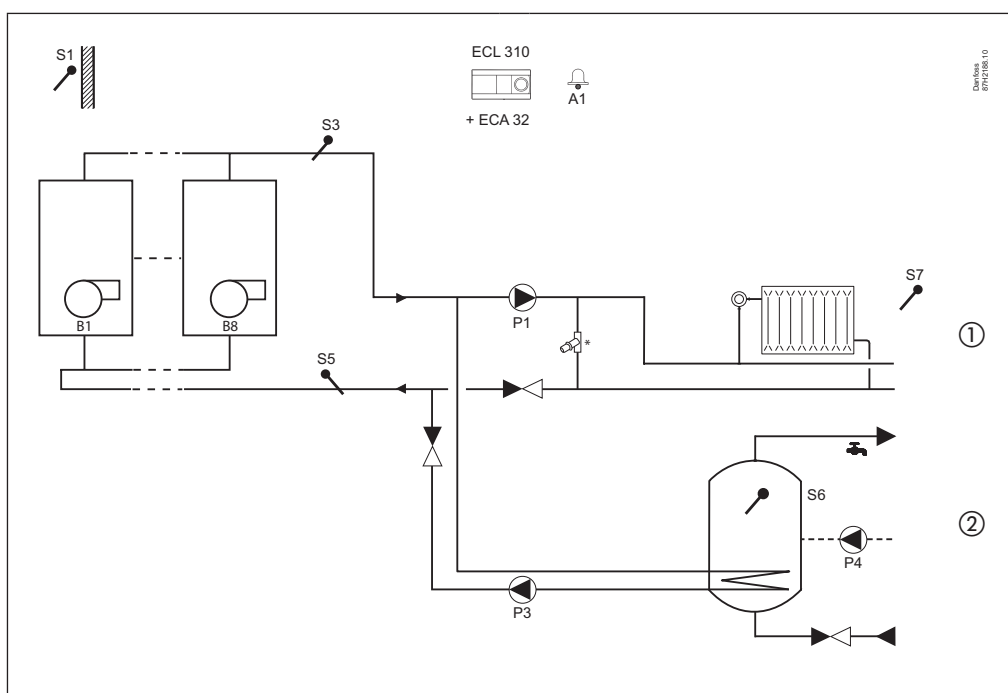 S1
ECL 310
A1
+ ECA 32
Danfoss
87H2188.10
S3
B1
B8
P1
S7
*
①
S5
S6
②
P4
P3